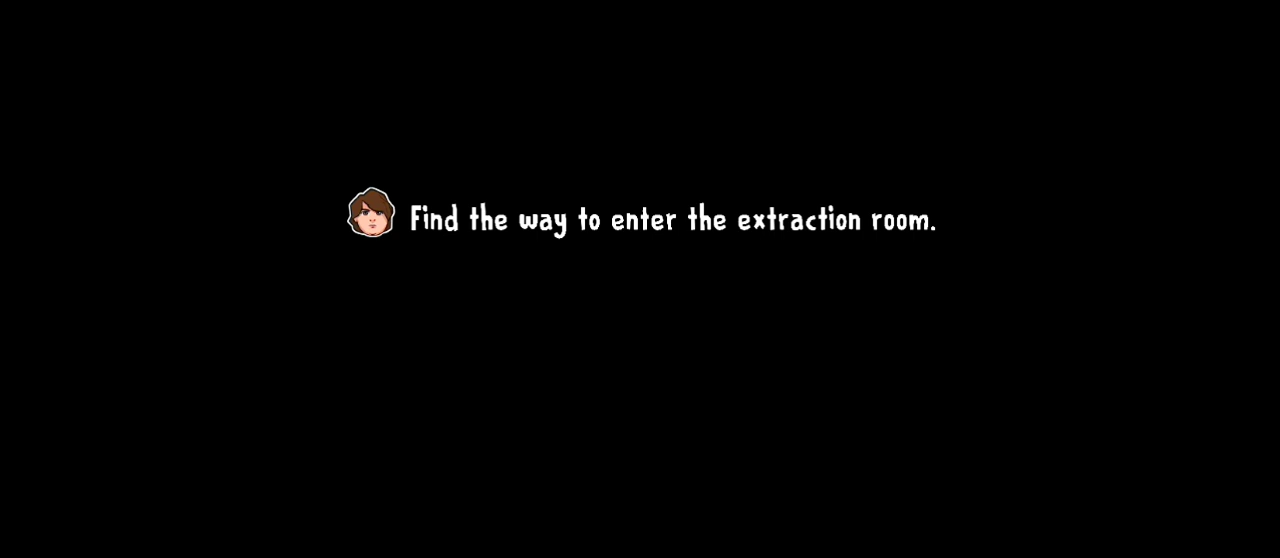 Find the way to enter the extraction room.